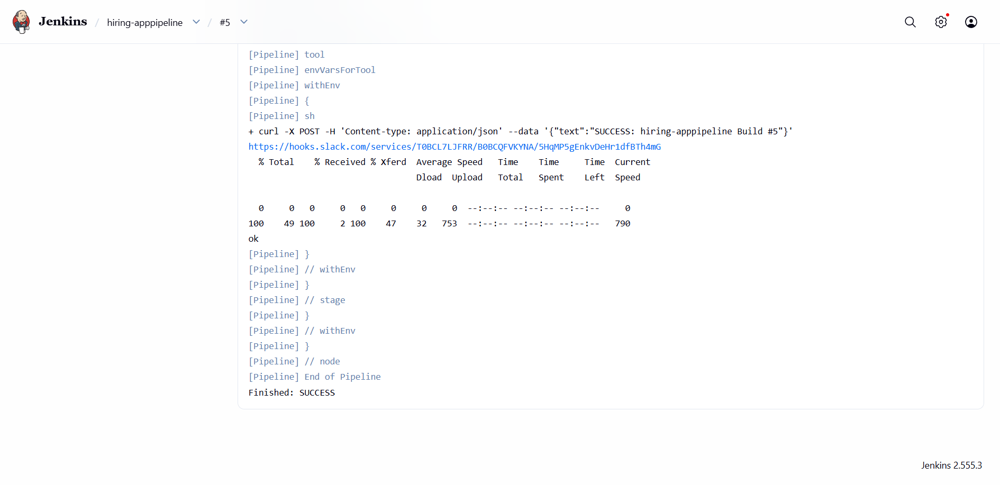 Jenkins / hiring-apppipeline / #5
[Pipeline] tool
[Pipeline] envVarsForTool
[Pipeline] withEnv
[Pipeline] {
[Pipeline] sh
+ curl -X POST -H 'Content-type: application/json' --data '{"text":"SUCCESS: hiring-apppipeline Build #5"}'
https://hooks.slack.com/services/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
  % Total    % Received % Xferd  Average Speed   Time    Time     Time  Current
                                 Dload  Upload   Total   Spent    Left  Speed
  0     0   0     0   0     0     0     0  --:--:-- --:--:-- --:--:--     0
100    49 100     2 100    47    32   753  --:--:-- --:--:-- --:--:--   790
ok
[Pipeline] }
[Pipeline] // withEnv
[Pipeline] }
[Pipeline] // stage
[Pipeline] }
[Pipeline] // withEnv
[Pipeline] }
[Pipeline] // node
[Pipeline] End of Pipeline
Finished: SUCCESS
Jenkins 2.555.3